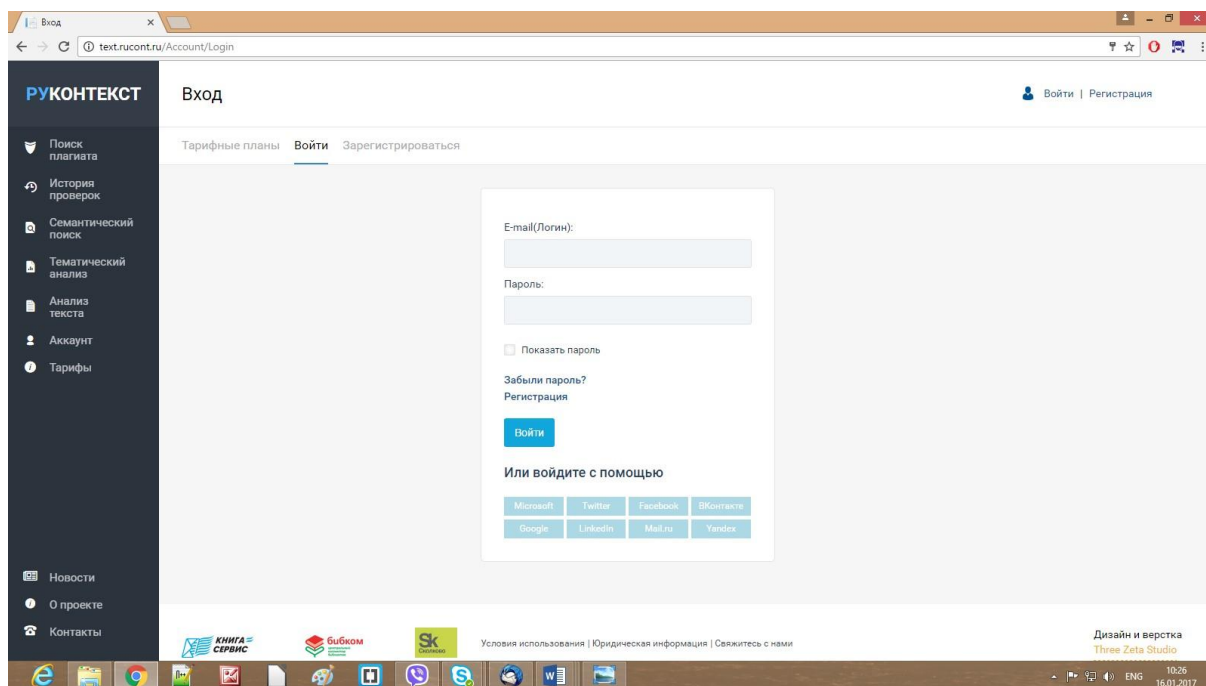 Вход
text.rucont.ru/Account/Login
РУКОНТЕКСТ
Вход
Войти | Регистрация
Тарифные планы Войти Зарегистрироваться
Поиск
плагиата
История
проверок
Семантический
поиск
Тематический
анализ
Анализ
текста
Аккаунт
Тарифы
E-mail(Логин):
Пароль:
Показать пароль
Забыли пароль?
Регистрация
Войти
Или войдите с помощью
Microsoft Twitter Facebook ВКонтакте
Google LinkedIn Mail.ru Yandex
Новости
О проекте
Контакты
КНИГА
СЕРВИС
бибком
Sk
Сколково
Условия использования | Юридическая информация | Свяжитесь с нами
Дизайн и верстка
Three Zeta Studio
ENG
10:26
16.01.2017